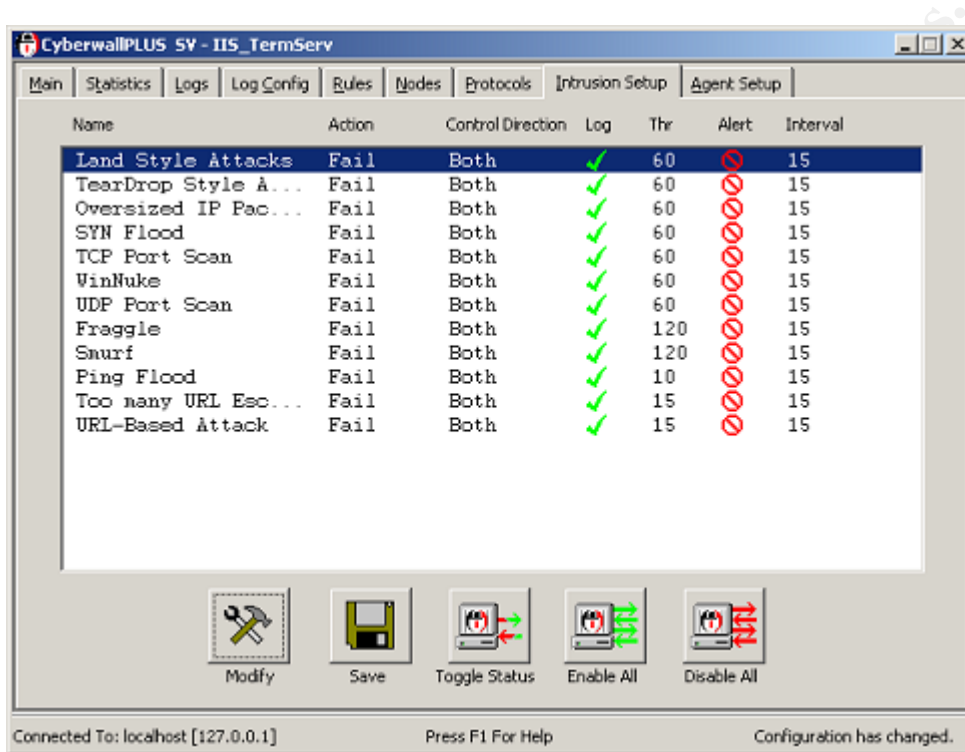 CyberwallPLUS SV - IIS_TermServ
Main Statistics Logs Log Config Rules Nodes Protocols Intrusion Setup Agent Setup
Name Action Control Direction Log Thr Alert Interval
Land Style Attacks Fail Both 60 15
TearDrop Style A... Fail Both 60 15
Oversized IP Pac... Fail Both 60 15
SYN Flood Fail Both 60 15
TCP Port Scan Fail Both 60 15
WinNuke Fail Both 60 15
UDP Port Scan Fail Both 60 15
Fraggle Fail Both 120 15
Smurf Fail Both 120 15
Ping Flood Fail Both 10 15
Too many URL Esc... Fail Both 15 15
URL-Based Attack Fail Both 15 15
Modify Save Toggle Status Enable All Disable All
Connected To: localhost [127.0.0.1] Press F1 For Help Configuration has changed.